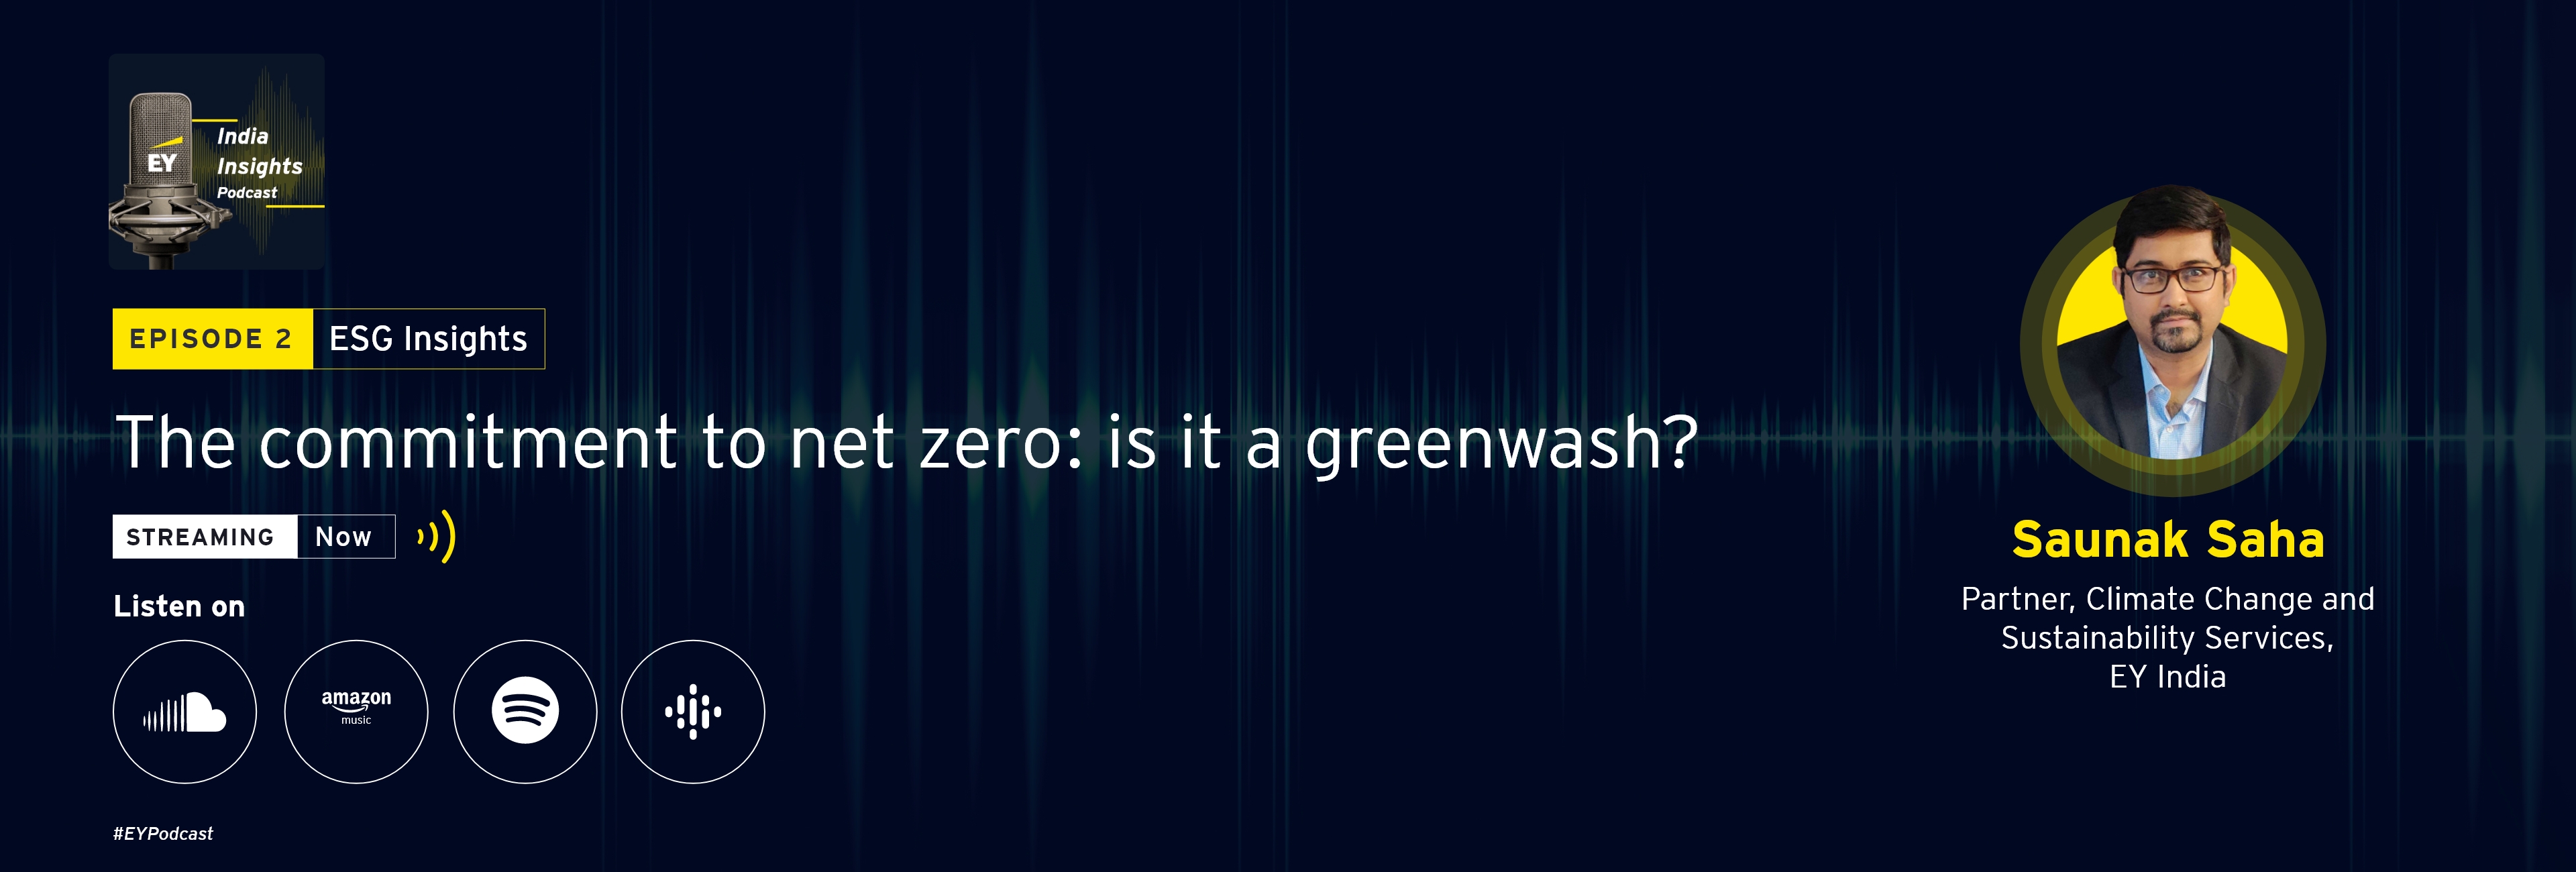 EY
India
Insights
Podcast
EPISODE 2 ESG Insights
The commitment to net zero: is it a greenwash?
STREAMING Now
Listen on
amazon
music
#EYPodcast
Saunak Saha
Partner, Climate Change and
Sustainability Services,
EY India